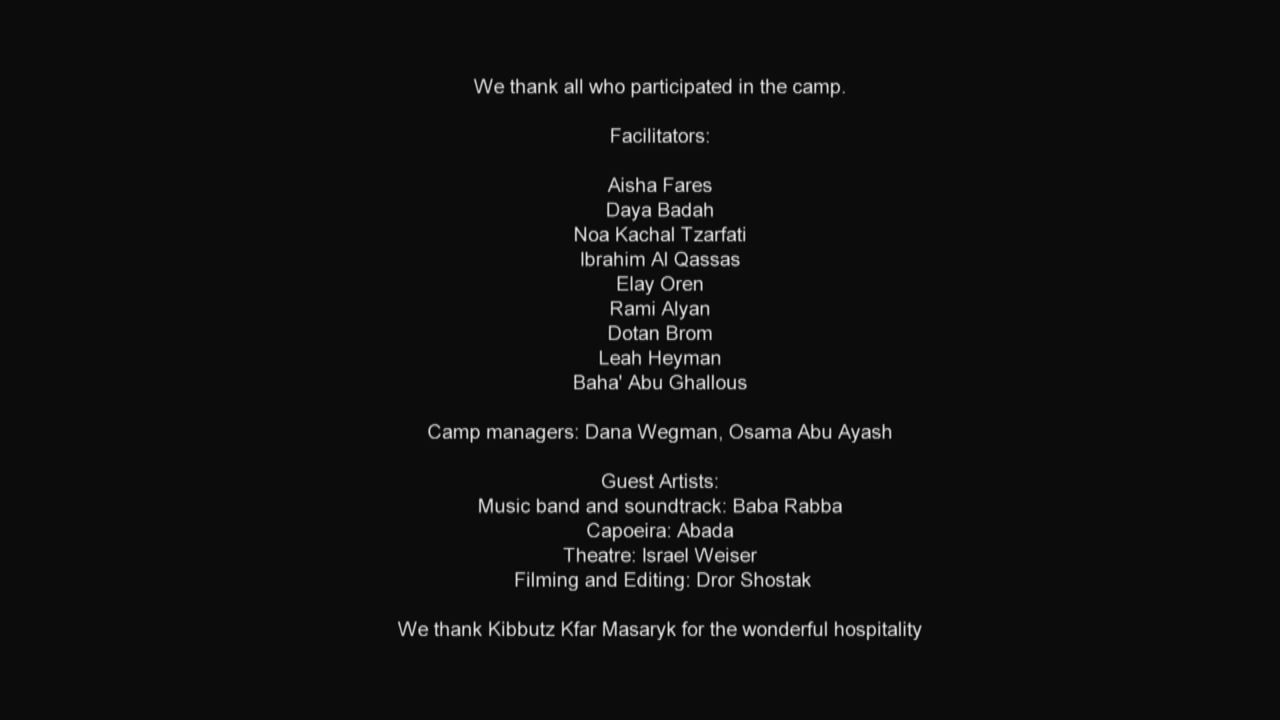 We thank all who participated in the camp.
Facilitators:
Aisha Fares
Daya Badah
Noa Kachal Tzarfati
Ibrahim Al Qassas
Elay Oren
Rami Alyan
Dotan Brom
Leah Heyman
Baha' Abu Ghallous
Camp managers: Dana Wegman, Osama Abu Ayash
Guest Artists:
Music band and soundtrack: Baba Rabba
Capoeira: Abada
Theatre: Israel Weiser
Filming and Editing: Dror Shostak
We thank Kibbutz Kfar Masaryk for the wonderful hospitality